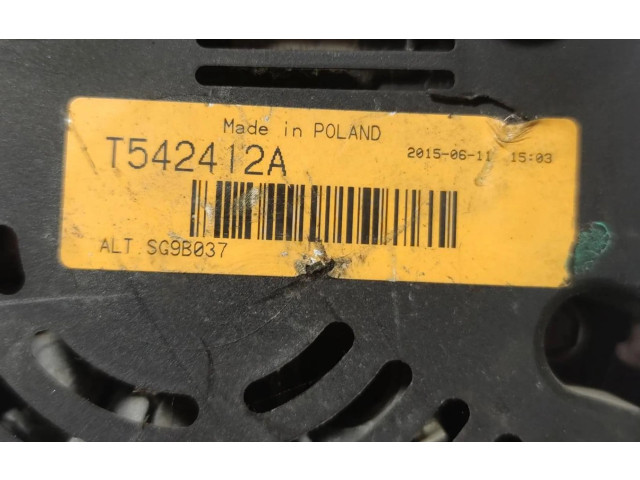 Made in POLAND
T542412A
2015-06-11 15:03
ALT SG9B037